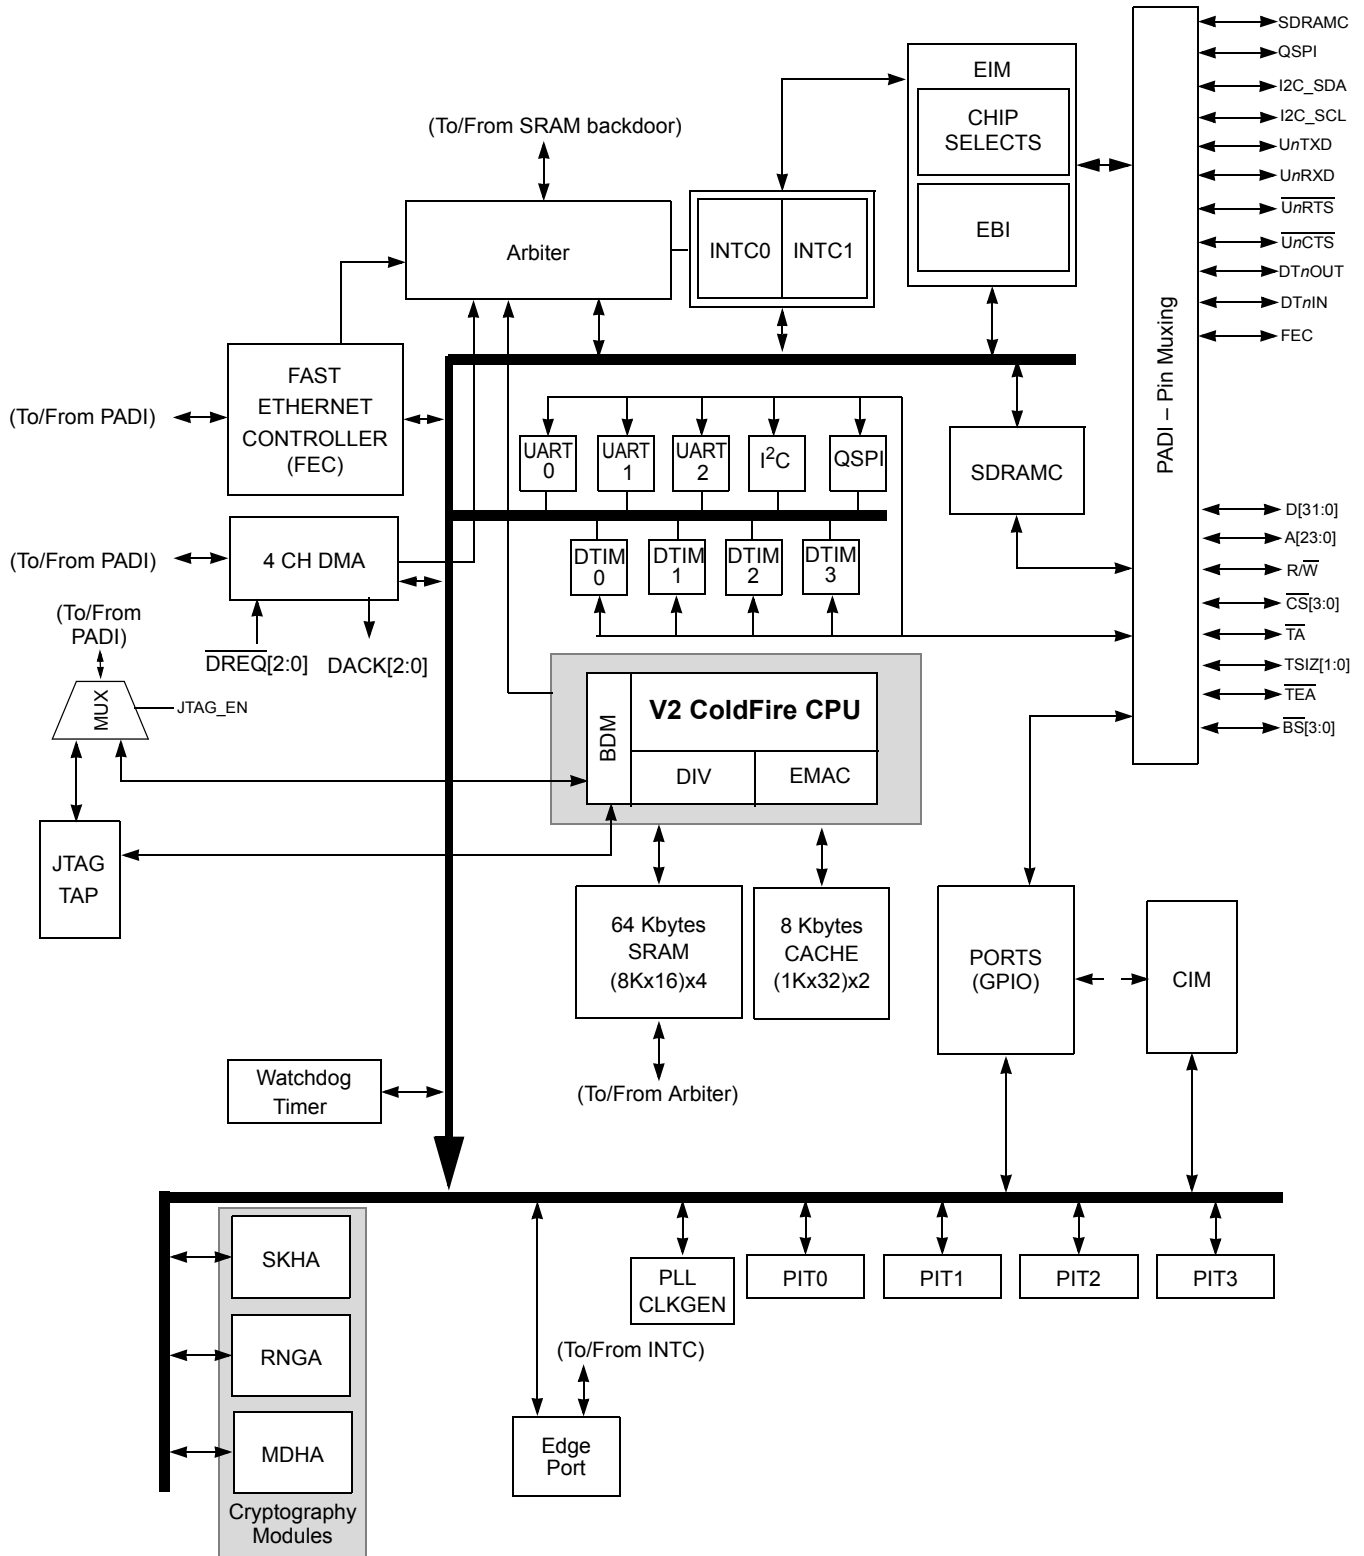 SDRAMC
QSPI
I2C_SDA
I2C_SCL
UnTXD
UnRXD
UnRTS
UnCTS
DTnOUT
DTnIN
FEC
PADI – Pin Muxing
D[31:0]
A[23:0]
R/W
CS[3:0]
TA
TSIZ[1:0]
TEA
BS[3:0]
EIM
CHIP
SELECTS
EBI
(To/From SRAM backdoor)
Arbiter
INTC0
INTC1
FAST
ETHERNET
CONTROLLER
(FEC)
(To/From PADI)
UART
0
UART
1
UART
2
I²C
QSPI
SDRAMC
DTIM
0
DTIM
1
DTIM
2
DTIM
3
(To/From PADI)
4 CH DMA
DREQ[2:0]
DACK[2:0]
(To/From
PADI)
MUX
JTAG_EN
BDM
V2 ColdFire CPU
DIV
EMAC
JTAG
TAP
64 Kbytes
SRAM
(8Kx16)x4
8 Kbytes
CACHE
(1Kx32)x2
PORTS
(GPIO)
CIM
(To/From Arbiter)
Watchdog
Timer
SKHA
RNGA
MDHA
Cryptography
Modules
PLL
CLKGEN
PIT0
PIT1
PIT2
PIT3
(To/From INTC)
Edge
Port